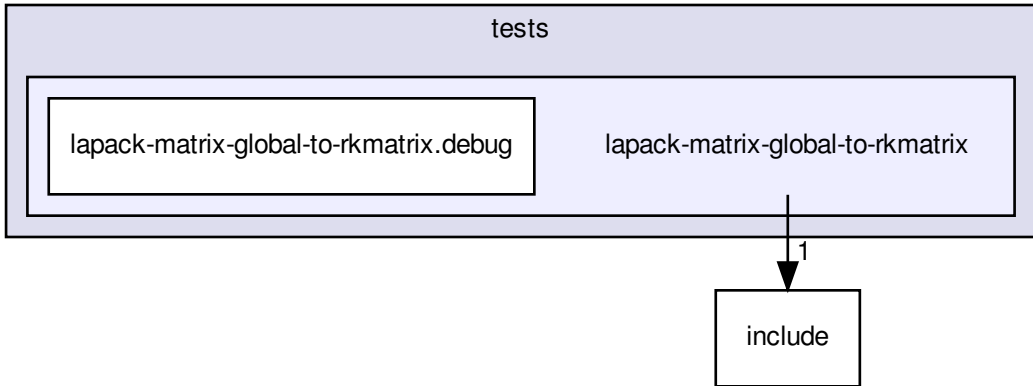 tests
lapack-matrix-global-to-rkmatrix.debug
lapack-matrix-global-to-rkmatrix
1
include